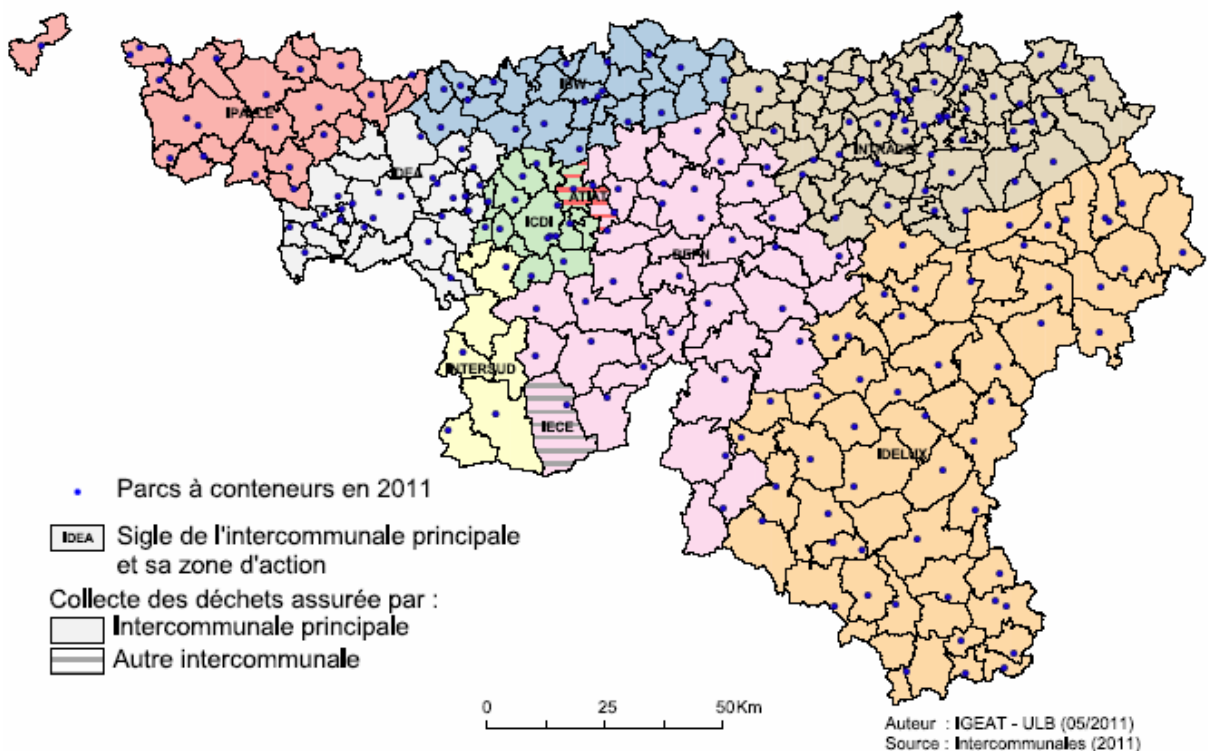 IPALLE
IBW
IDEA
ICDI
INTRADEL
BEPN
INTERSUD
IECE
IDELUX
Parcs à conteneurs en 2011
IDEA Sigle de l'intercommunale principale
et sa zone d'action
Collecte des déchets assurée par :
Intercommunale principale
Autre intercommunale
0 25 50Km
Auteur : IGEAT - ULB (05/2011)
Source : Intercommunales (2011)